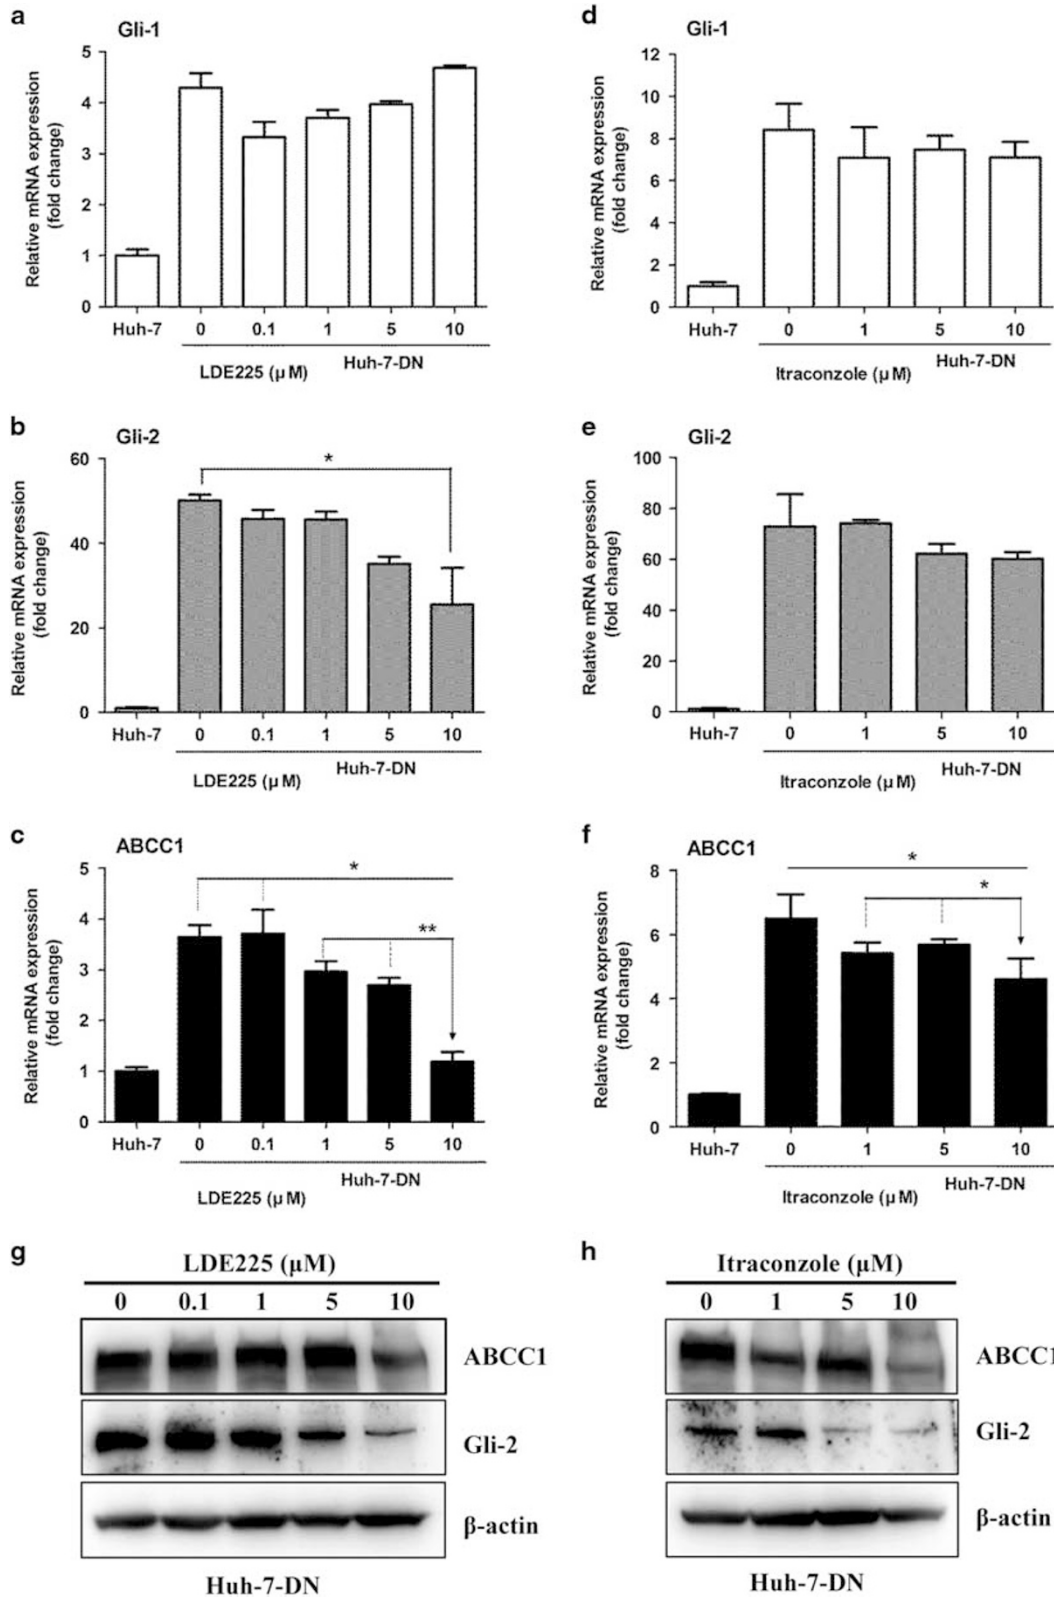 a
Gli-1
Relative mRNA expression
(fold change)
5
4
3
2
1
0
Huh-7 0 0.1 1 5 10
LDE225 (μM) Huh-7-DN
d
Gli-1
Relative mRNA expression
(fold change)
12
10
8
6
4
2
0
Huh-7 0 1 5 10
Itraconzole (μM) Huh-7-DN
b
Gli-2
Relative mRNA expression
(fold change)
60
40
20
0
*
Huh-7 0 0.1 1 5 10
LDE225 (μM) Huh-7-DN
e
Gli-2
Relative mRNA expression
(fold change)
100
80
60
40
20
0
Huh-7 0 1 5 10
Itraconzole (μM) Huh-7-DN
c
ABCC1
Relative mRNA expression
(fold change)
5
4
3
2
1
0
*
**
Huh-7 0 0.1 1 5 10
LDE225 (μM) Huh-7-DN
f
ABCC1
Relative mRNA expression
(fold change)
8
6
4
2
0
*
*
Huh-7 0 1 5 10
Itraconzole (μM) Huh-7-DN
g
LDE225 (μM)
0 0.1 1 5 10
ABCC1
Gli-2
β-actin
Huh-7-DN
h
Itraconzole (μM)
0 1 5 10
ABCC1
Gli-2
β-actin
Huh-7-DN